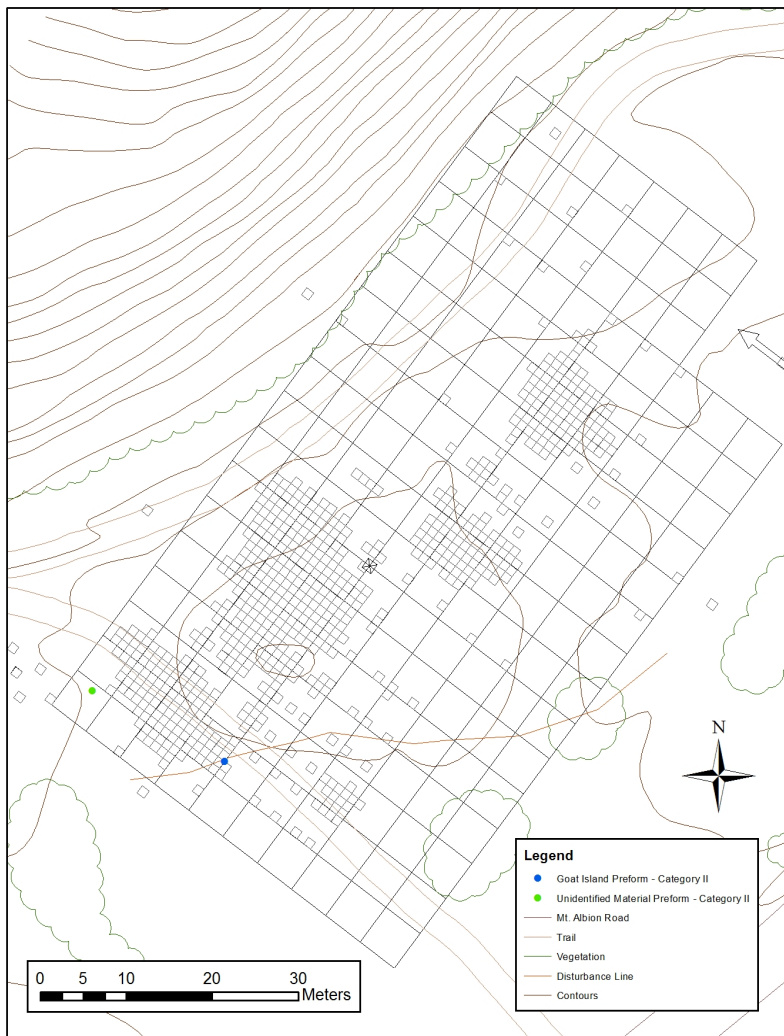 N
Legend
Goat Island Preform - Category II
Unidentified Material Preform - Category II
Mt. Albion Road
Trail
Vegetation
Disturbance Line
Contours
0 5 10 20 30
Meters